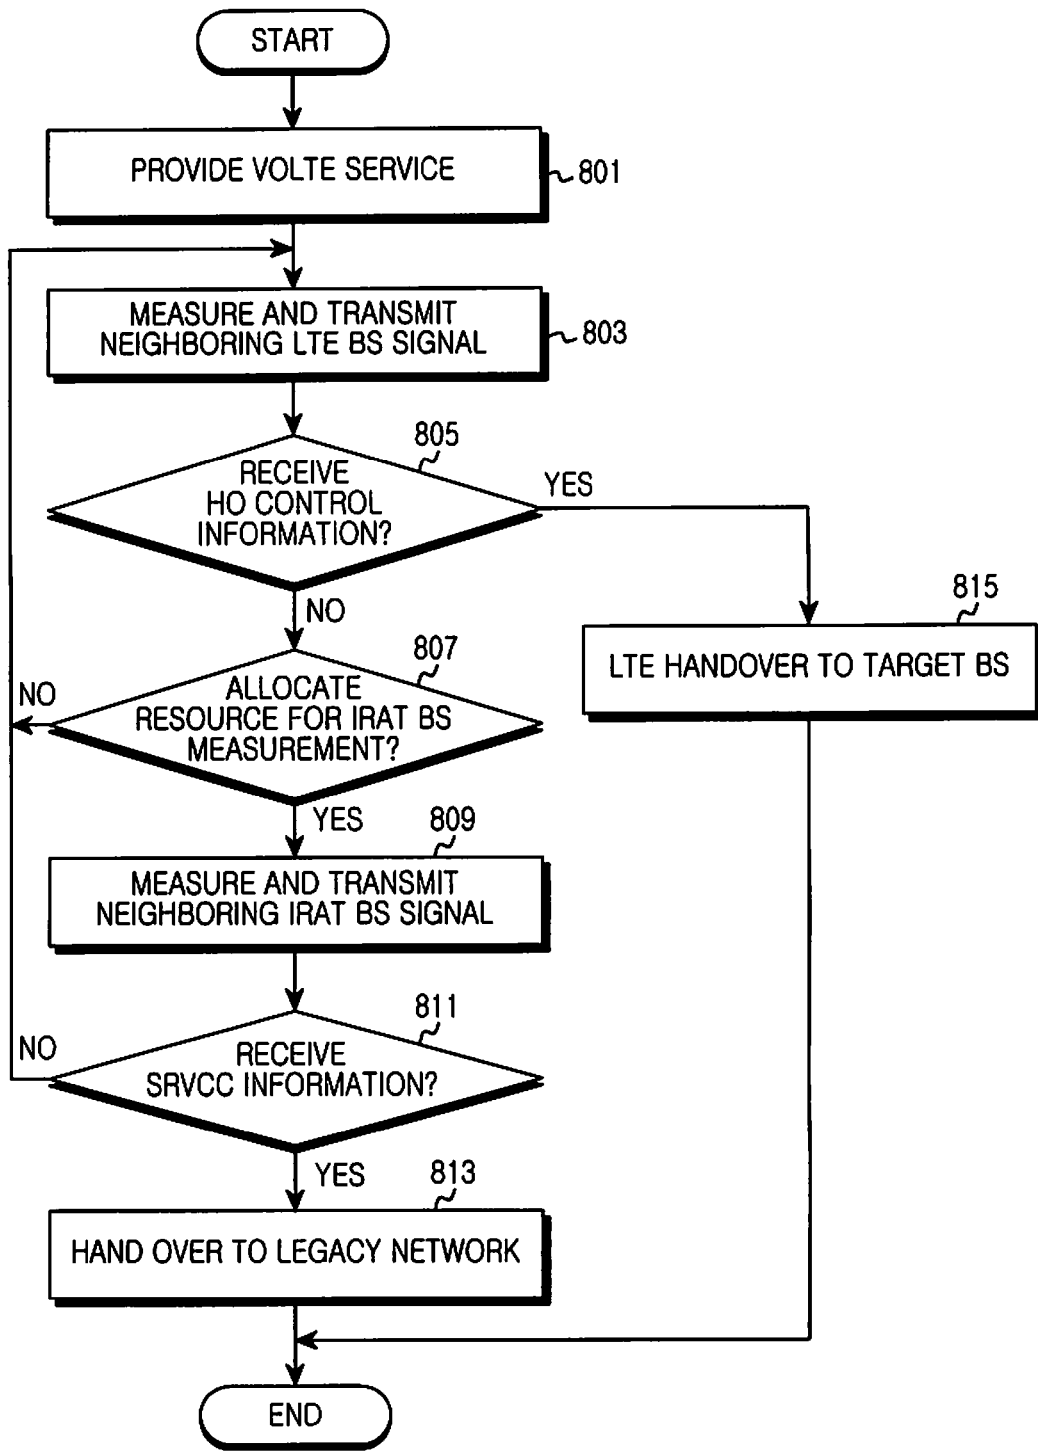 START
PROVIDE VOLTE SERVICE
801
MEASURE AND TRANSMIT
NEIGHBORING LTE BS SIGNAL
803
805
RECEIVE
HO CONTROL
INFORMATION?
YES
NO
815
LTE HANDOVER TO TARGET BS
807
ALLOCATE
RESOURCE FOR IRAT BS
MEASUREMENT?
NO
YES
809
MEASURE AND TRANSMIT
NEIGHBORING IRAT BS SIGNAL
811
RECEIVE
SRVCC INFORMATION?
NO
YES
813
HAND OVER TO LEGACY NETWORK
END